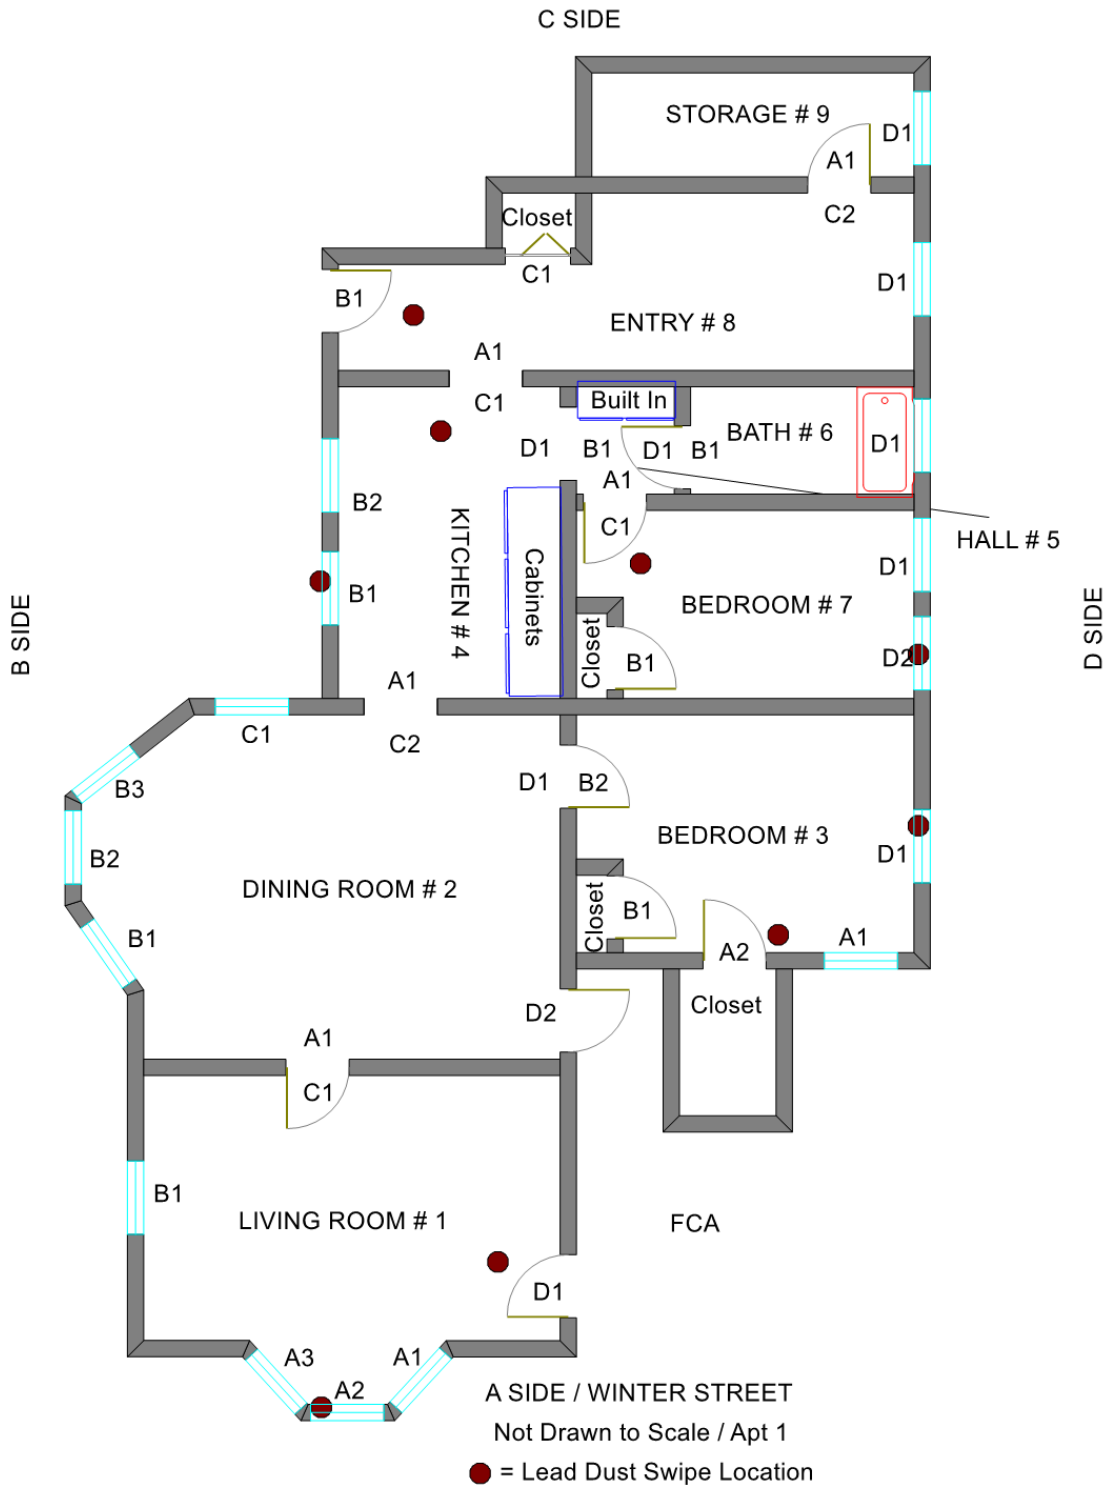 C SIDE
STORAGE # 9
D1
A1
C2
Closet
C1
D1
B1
ENTRY # 8
A1
C1
Built In
D1
B1
D1
B1
BATH # 6
D1
A1
C1
HALL # 5
B2
B1
KITCHEN # 4
Cabinets
D1
BEDROOM # 7
D2
Closet
B1
B SIDE
D SIDE
A1
C2
C1
B3
B2
B1
D1
B2
BEDROOM # 3
D1
DINING ROOM # 2
Closet
B1
A2
A1
Closet
D2
A1
C1
B1
LIVING ROOM # 1
FCA
D1
A3
A2
A1
A SIDE / WINTER STREET
Not Drawn to Scale / Apt 1
= Lead Dust Swipe Location